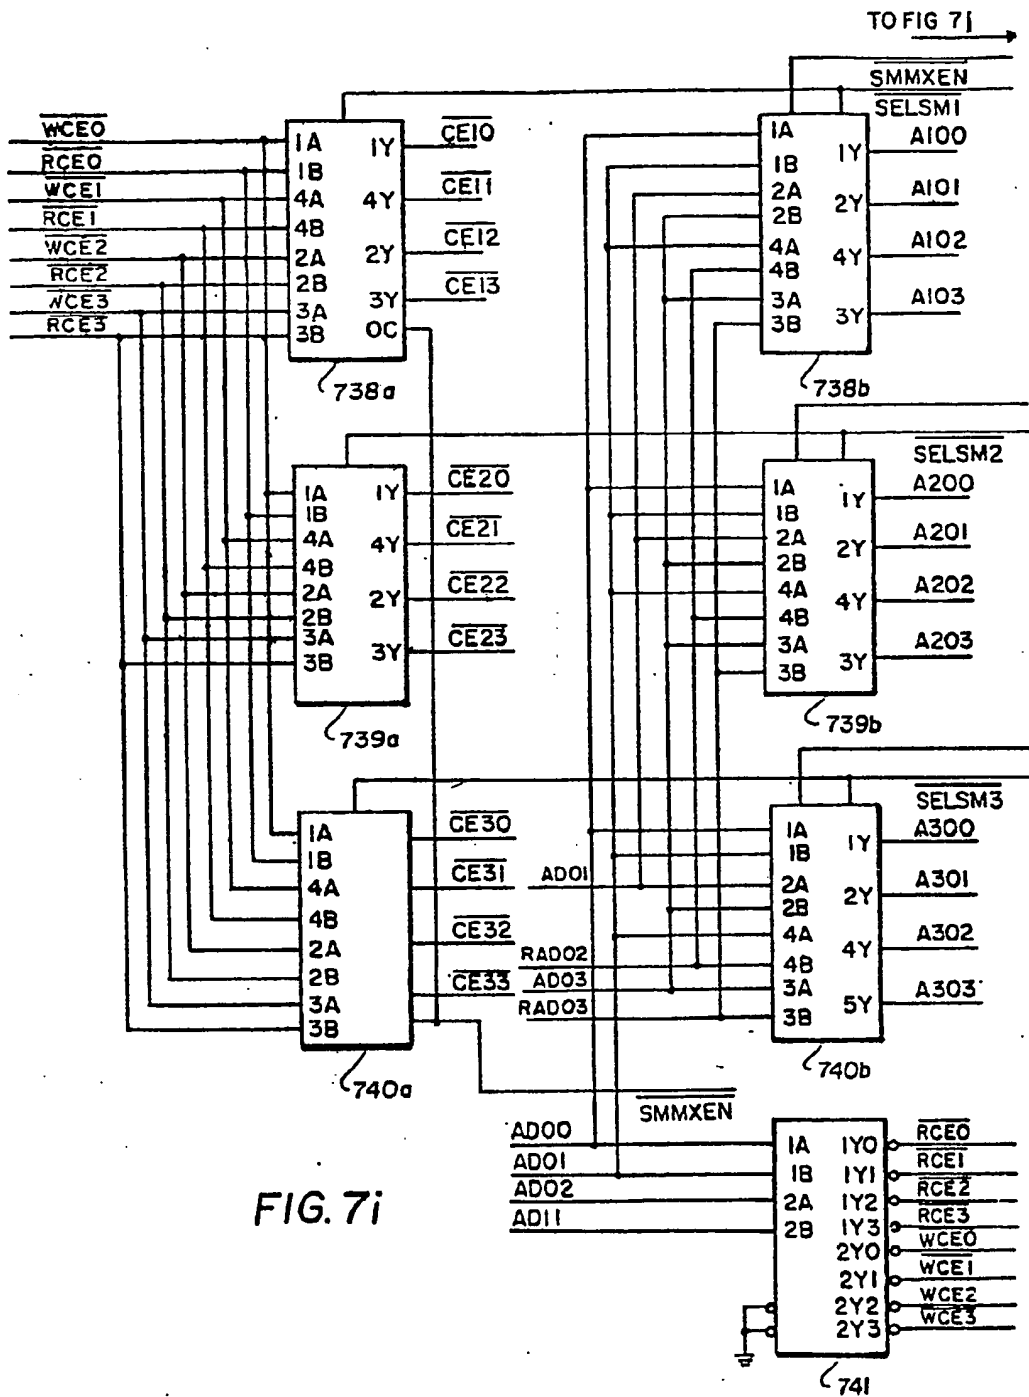 TO FIG 7j
SMMXEN
SELSM1
WCE0
RCE0
WCE1
RCE1
WCE2
RCE2
WCE3
RCE3
1A
1B
4A
4B
2A
2B
3A
3B
1Y
4Y
2Y
3Y
OC
CE10
CE11
CE12
CE13
738a
1A
1B
2A
2B
4A
4B
3A
3B
1Y
2Y
4Y
3Y
A100
A101
A102
A103
738b
1A
1B
4A
4B
2A
2B
3A
3B
1Y
4Y
2Y
3Y
CE20
CE21
CE22
CE23
739a
SELSM2
1A
1B
2A
2B
4A
4B
3A
3B
1Y
2Y
4Y
3Y
A200
A201
A202
A203
739b
1A
1B
4A
4B
2A
2B
3A
3B
CE30
CE31
CE32
CE33
740a
SMMXEN
SELSM3
AD01
RAD02
AD03
RAD03
1A
1B
2A
2B
4A
4B
3A
3B
1Y
2Y
4Y
5Y
A300
A301
A302
A303
740b
AD00
AD01
AD02
AD11
1A
1B
2A
2B
1Y0
1Y1
1Y2
1Y3
2Y0
2Y1
2Y2
2Y3
RCE0
RCE1
RCE2
RCE3
WCE0
WCE1
WCE2
WCE3
741
FIG. 7i